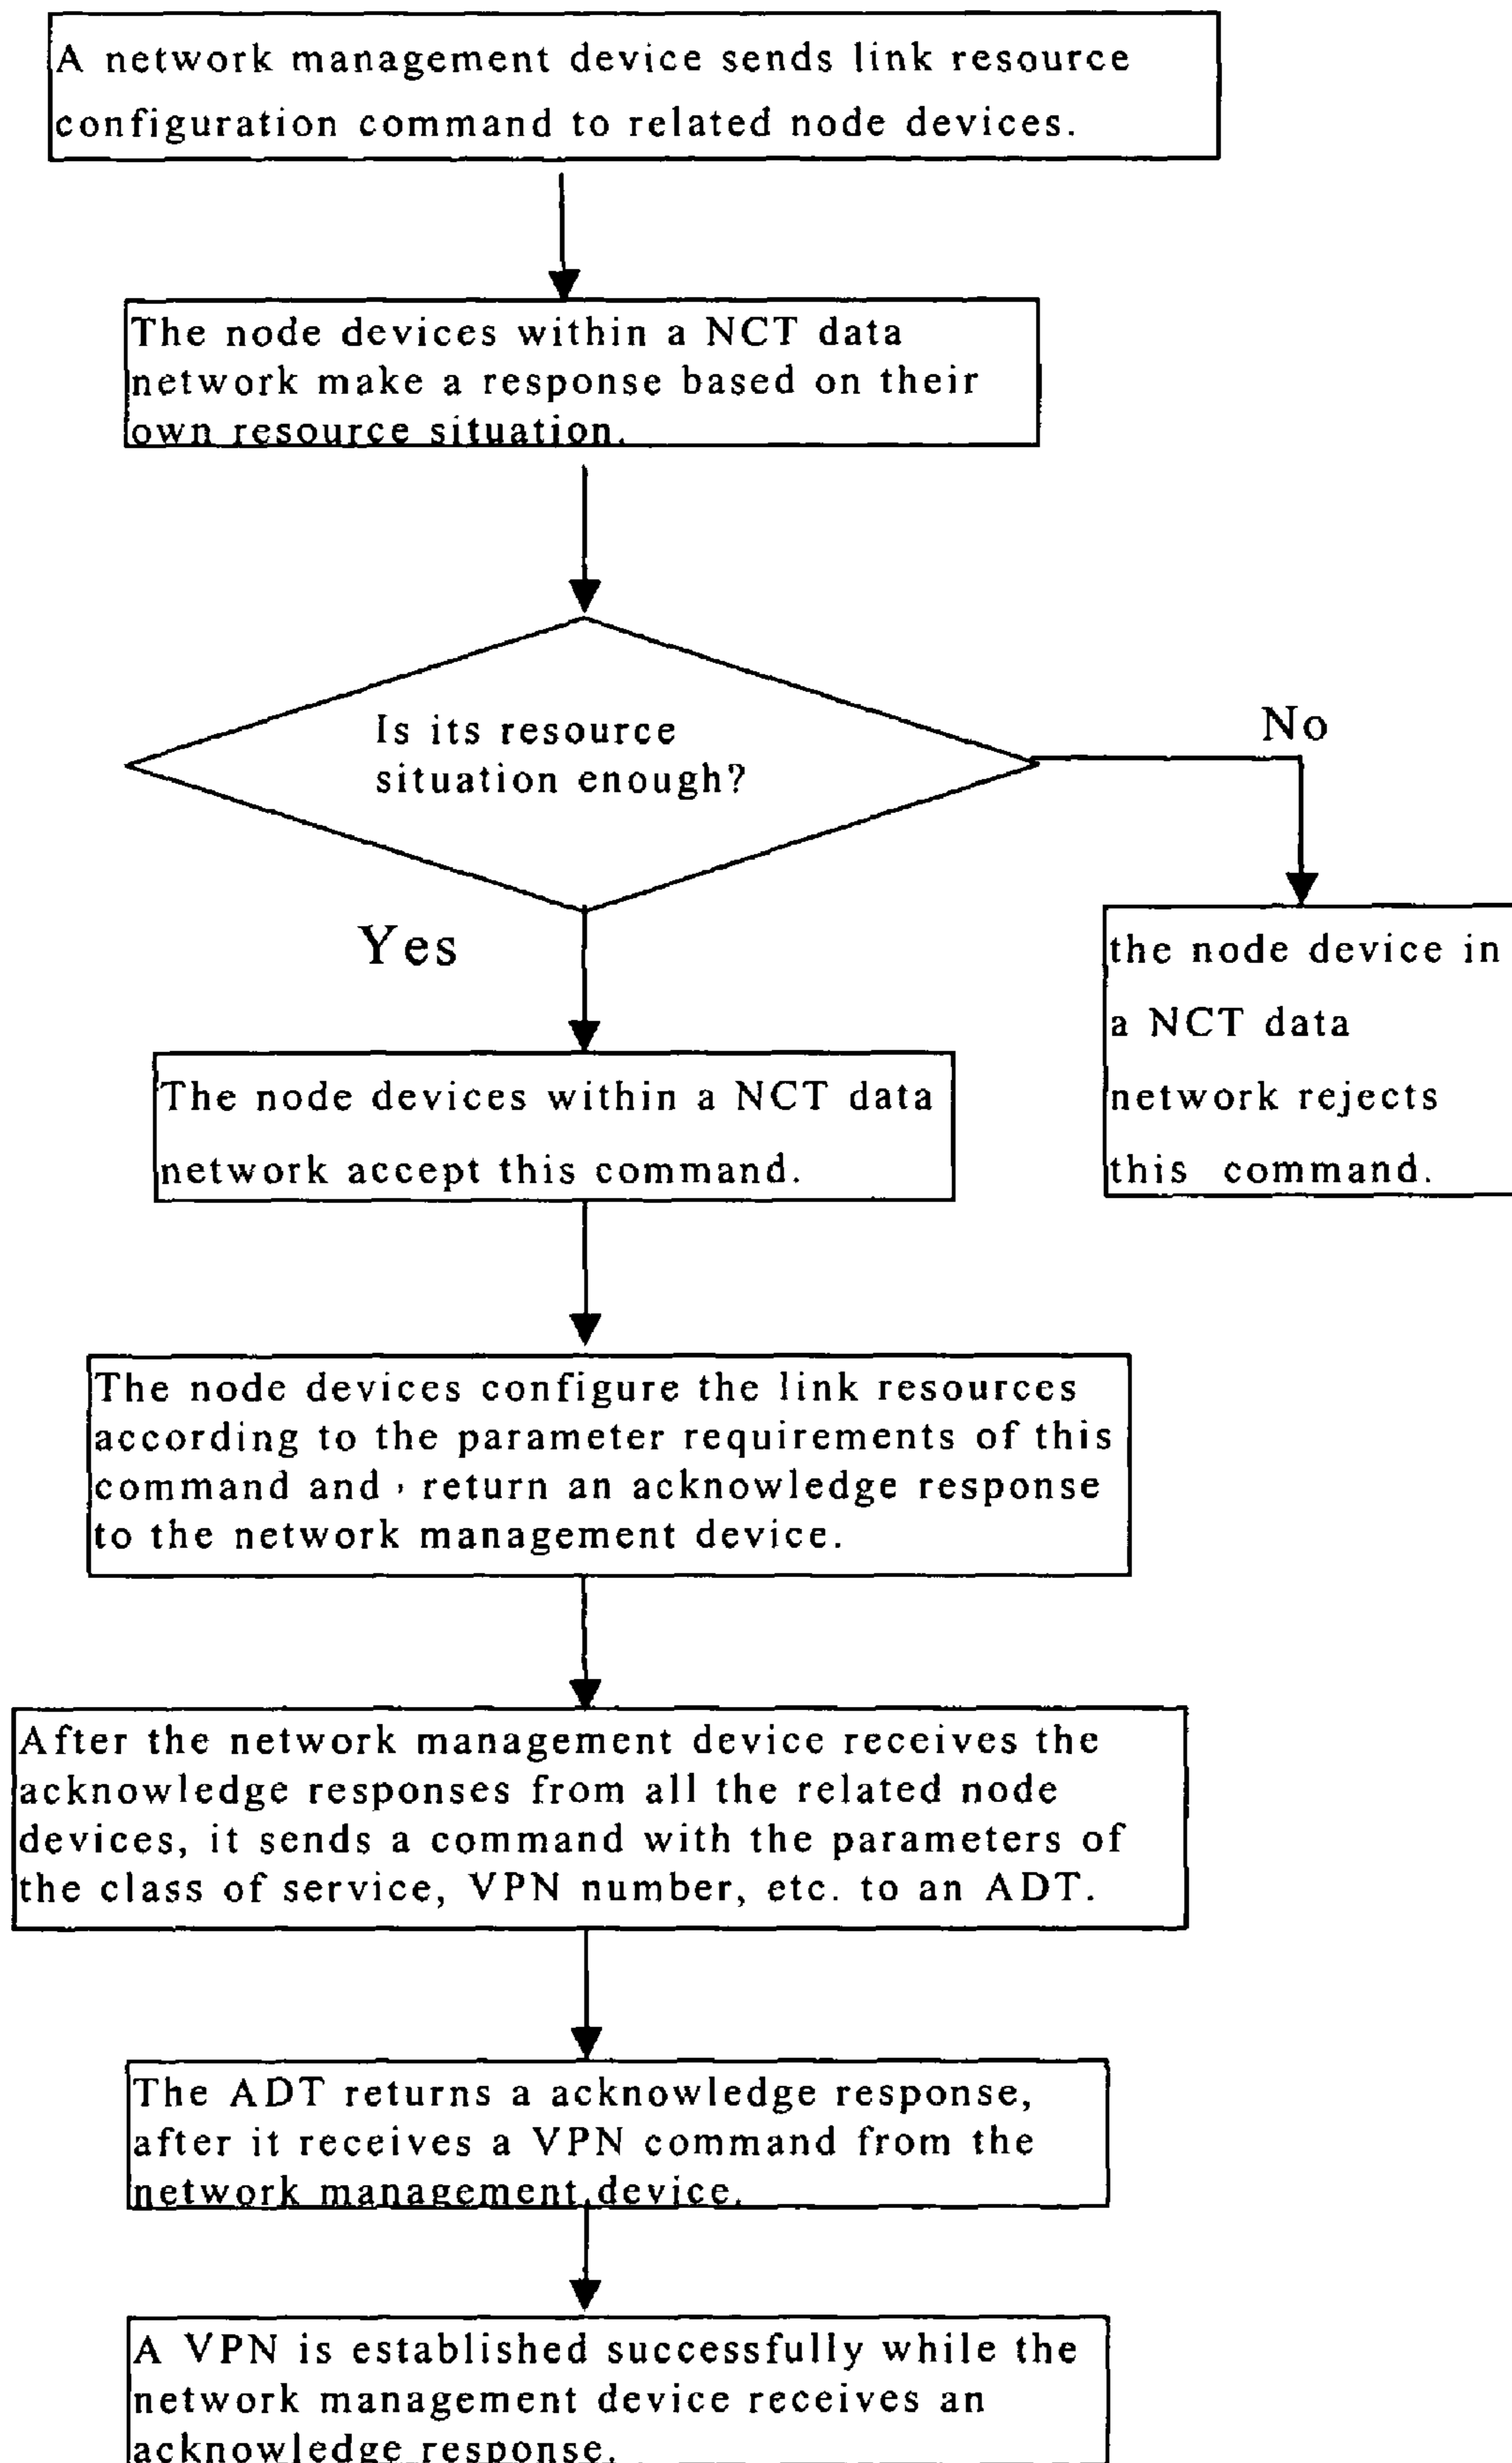 A network management device sends link resource
configuration command to related node devices.
The node devices within a NCT data
network make a response based on their
own resource situation.
Is its resource
situation enough?
No
Yes
the node device in
a NCT data
network rejects
this command.
The node devices within a NCT data
network accept this command.
The node devices configure the link resources
according to the parameter requirements of this
command and , return an acknowledge response
to the network management device.
After the network management device receives the
acknowledge responses from all the related node
devices, it sends a command with the parameters of
the class of service, VPN number, etc. to an ADT.
The ADT returns a acknowledge response,
after it receives a VPN command from the
network management device.
A VPN is established successfully while the
network management device receives an
acknowledge response.